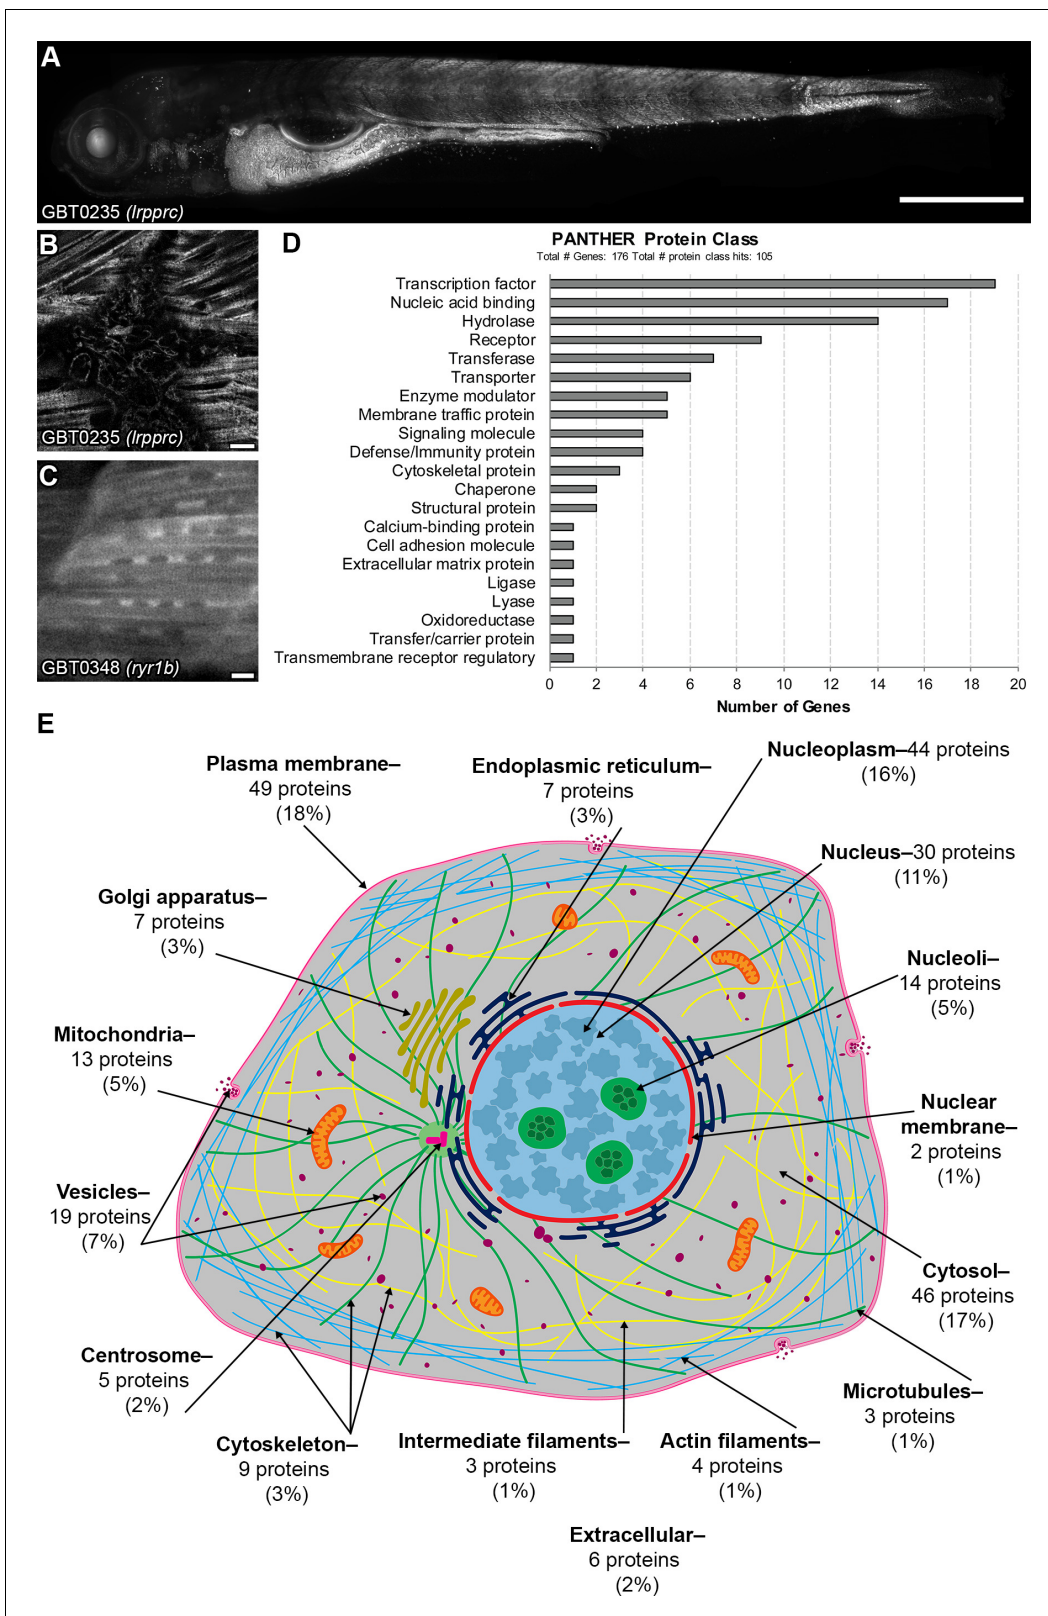 A
GBT0235 (lrpprc)
B
GBT0235 (lrpprc)
C
GBT0348 (ryr1b)
D
PANTHER Protein Class
Total # Genes: 176 Total # protein class hits: 105
Transcription factor
Nucleic acid binding
Hydrolase
Receptor
Transferase
Transporter
Enzyme modulator
Membrane traffic protein
Signaling molecule
Defense/Immunity protein
Cytoskeletal protein
Chaperone
Structural protein
Calcium-binding protein
Cell adhesion molecule
Extracellular matrix protein
Ligase
Lyase
Oxidoreductase
Transfer/carrier protein
Transmembrane receptor regulatory
0 2 4 6 8 10 12 14 16 18 20
Number of Genes
E
Plasma membrane–
49 proteins
(18%)
Endoplasmic reticulum–
7 proteins
(3%)
Nucleoplasm–44 proteins
(16%)
Nucleus–30 proteins
(11%)
Golgi apparatus–
7 proteins
(3%)
Nucleoli–
14 proteins
(5%)
Mitochondria–
13 proteins
(5%)
Nuclear
membrane–
2 proteins
(1%)
Vesicles–
19 proteins
(7%)
Cytosol–
46 proteins
(17%)
Centrosome–
5 proteins
(2%)
Microtubules–
3 proteins
(1%)
Cytoskeleton–
9 proteins
(3%)
Intermediate filaments–
3 proteins
(1%)
Actin filaments–
4 proteins
(1%)
Extracellular–
6 proteins
(2%)